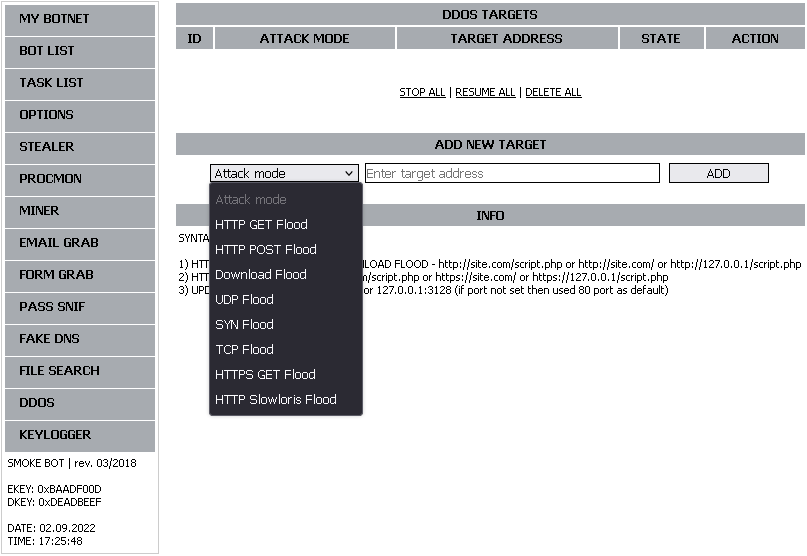 MY BOTNET
BOT LIST
TASK LIST
OPTIONS
STEALER
PROCMON
MINER
EMAIL GRAB
FORM GRAB
PASS SNIF
FAKE DNS
FILE SEARCH
DDOS
KEYLOGGER
SMOKE BOT | rev. 03/2018
EKEY: 0xBAADF00D
DKEY: 0xDEADBEEF
DATE: 02.09.2022
TIME: 17:25:48
DDOS TARGETS
ID ATTACK MODE TARGET ADDRESS STATE ACTION
STOP ALL | RESUME ALL | DELETE ALL
ADD NEW TARGET
Attack mode Enter target address ADD
Attack mode
HTTP GET Flood
HTTP POST Flood
Download Flood
UDP Flood
SYN Flood
TCP Flood
HTTPS GET Flood
HTTP Slowloris Flood
INFO
SYNTA
1) HTT LOAD FLOOD - http://site.com/script.php or http://site.com/ or http://127.0.0.1/script.php
2) HTT m/script.php or https://site.com/ or https://127.0.0.1/script.php
3) UPD or 127.0.0.1:3128 (if port not set then used 80 port as default)